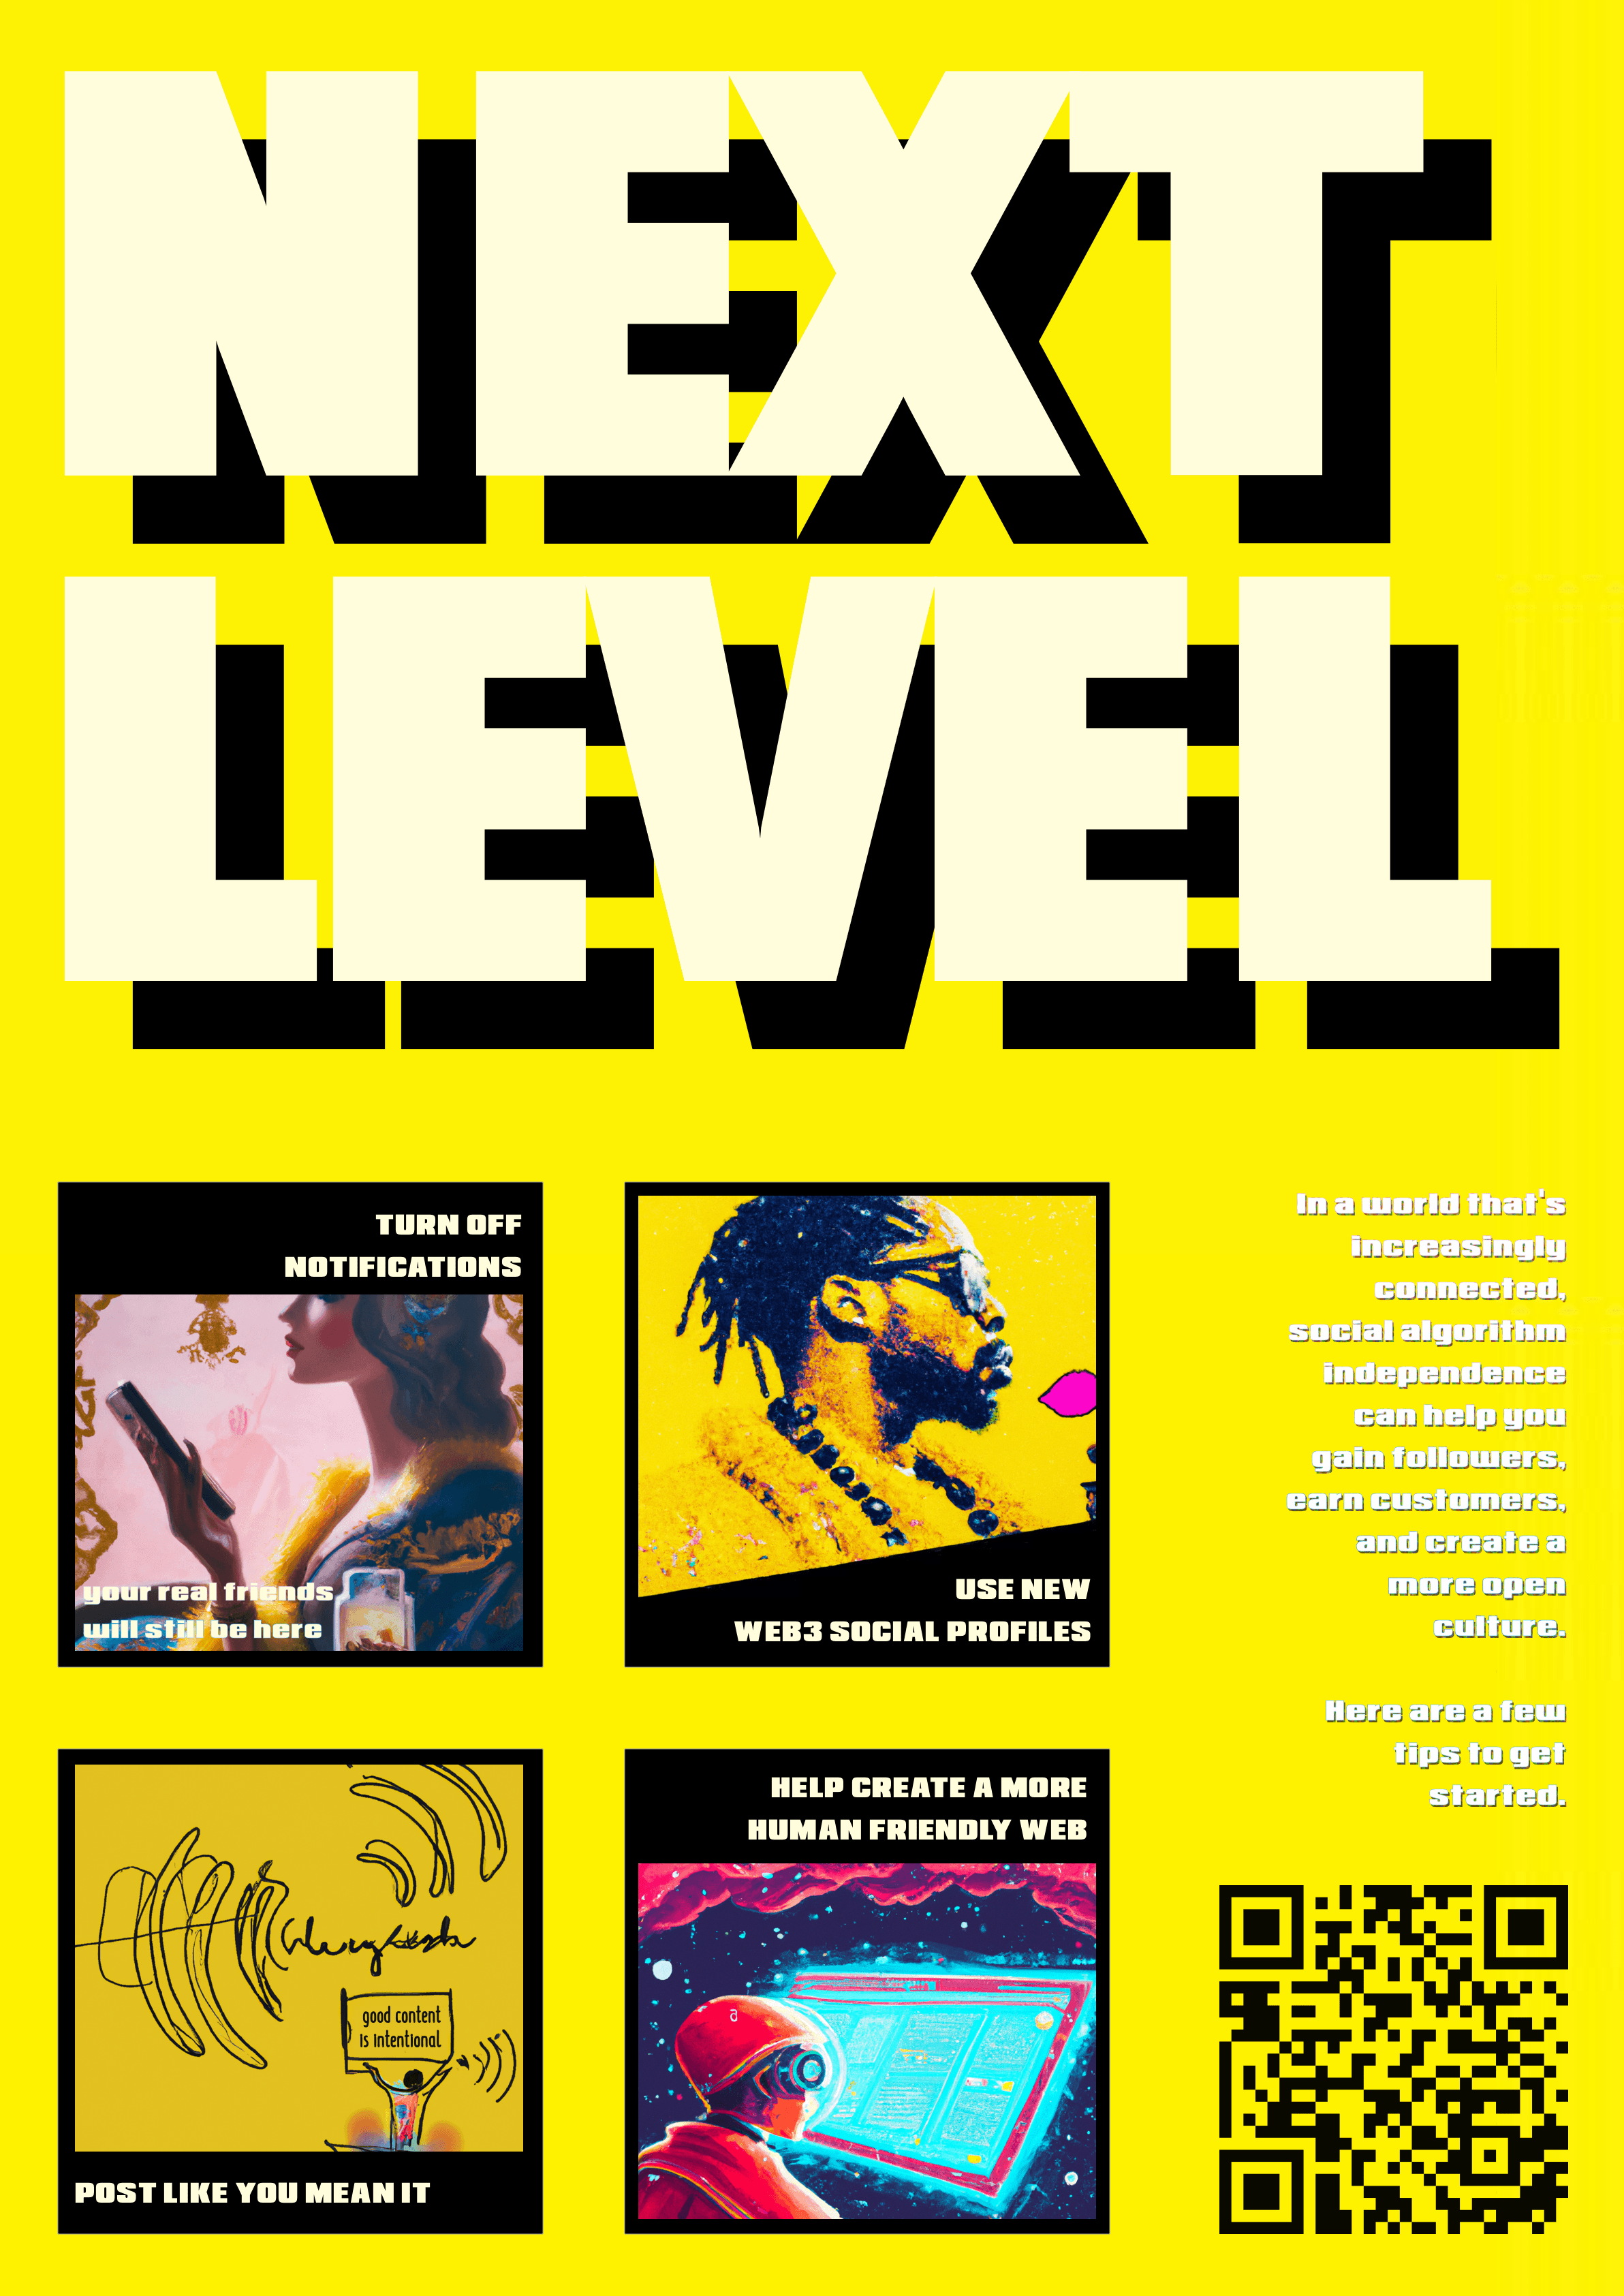 NEXT
LEVEL
TURN OFF
NOTIFICATIONS
your real friends
will still be here
USE NEW
WEB3 SOCIAL PROFILES
In a world that's
increasingly
connected,
social algorithm
independence
can help you
gain followers,
earn customers,
and create a
more open
culture.
Here are a few
tips to get
started.
good content
is intentional
POST LIKE YOU MEAN IT
HELP CREATE A MORE
HUMAN FRIENDLY WEB
a